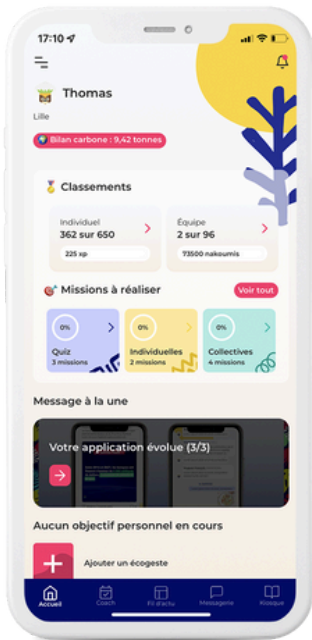 17:10
Thomas
Lille
Bilan carbone : 9,42 tonnes
Classements
Individuel
362 sur 650
225 xp
Équipe
2 sur 96
73500 nakoumis
Missions à réaliser
Voir tout
0%
Quiz
3 missions
0%
Individuelles
2 missions
0%
Collectives
4 missions
Message à la une
Votre application évolue (3/3)
Aucun objectif personnel en cours
Ajouter un écogeste
Accueil
Coach
Fil d'actu
Messagerie
Kiosque